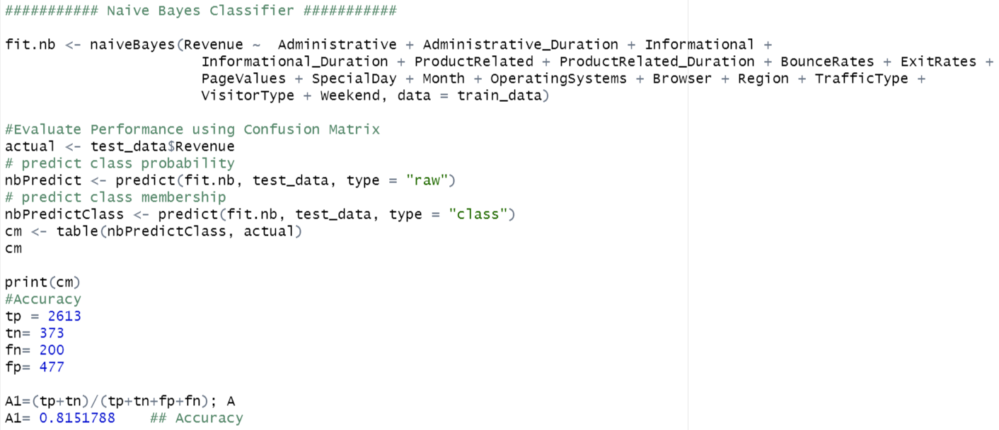 ########### Naive Bayes Classifier ###########
fit.nb <- naiveBayes(Revenue ~  Administrative + Administrative_Duration + Informational +
Informational_Duration + ProductRelated + ProductRelated_Duration + BounceRates + ExitRates +
PageValues + SpecialDay + Month + OperatingSystems + Browser + Region + TrafficType +
VisitorType + Weekend, data = train_data)
#Evaluate Performance using Confusion Matrix
actual <- test_data$Revenue
# predict class probability
nbPredict <- predict(fit.nb, test_data, type = "raw")
# predict class membership
nbPredictClass <- predict(fit.nb, test_data, type = "class")
cm <- table(nbPredictClass, actual)
cm
print(cm)
#Accuracy
tp = 2613
tn= 373
fn= 200
fp= 477
A1=(tp+tn)/(tp+tn+fp+fn); A
A1= 0.8151788    ## Accuracy